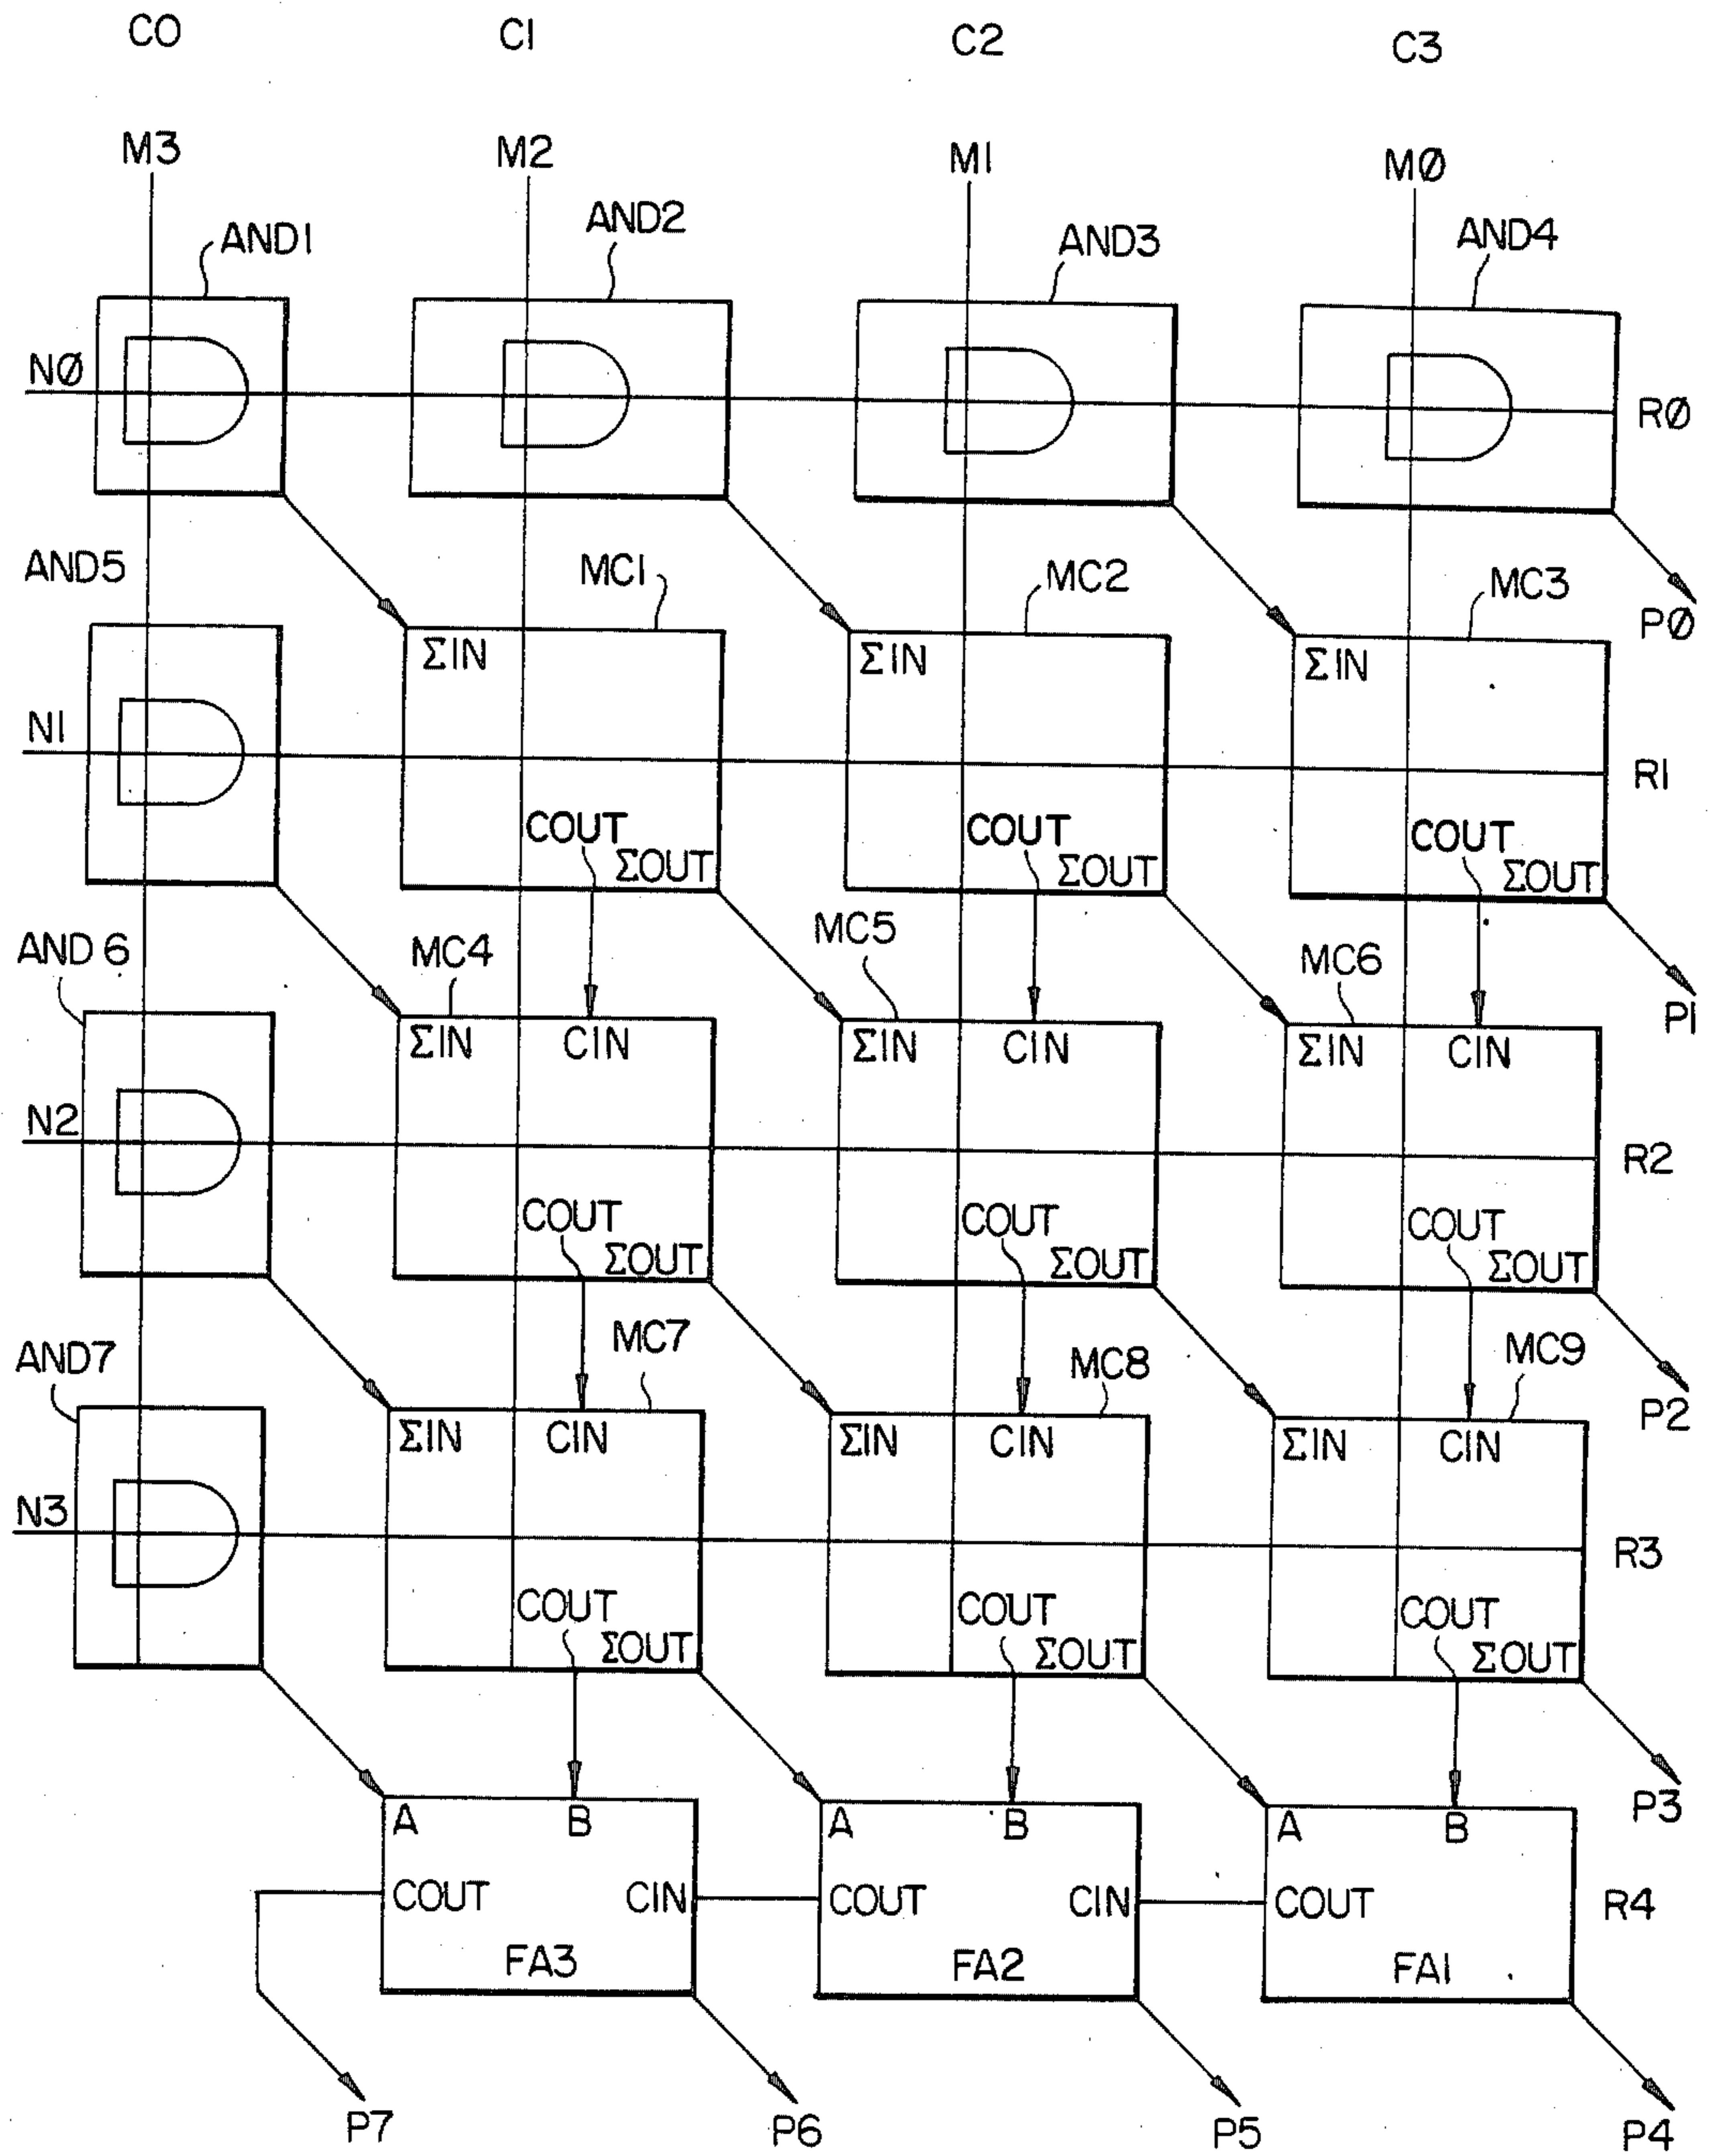 C0 C1 C2 C3
M3 M2 M1 MØ
AND1 AND2 AND3 AND4
NØ RØ
AND5 MC1 MC2 MC3 PØ
ΣIN ΣIN ΣIN
N1 R1
COUT COUT COUT
ΣOUT ΣOUT ΣOUT
AND 6 MC4 MC5 MC6 P1
ΣIN CIN ΣIN CIN ΣIN CIN
N2 R2
COUT COUT COUT
ΣOUT ΣOUT ΣOUT
AND7 MC7 MC8 MC9 P2
ΣIN CIN ΣIN CIN ΣIN CIN
N3 R3
COUT COUT COUT
ΣOUT ΣOUT ΣOUT
P3
A B A B A B
COUT CIN COUT CIN COUT R4
FA3 FA2 FA1
P7 P6 P5 P4